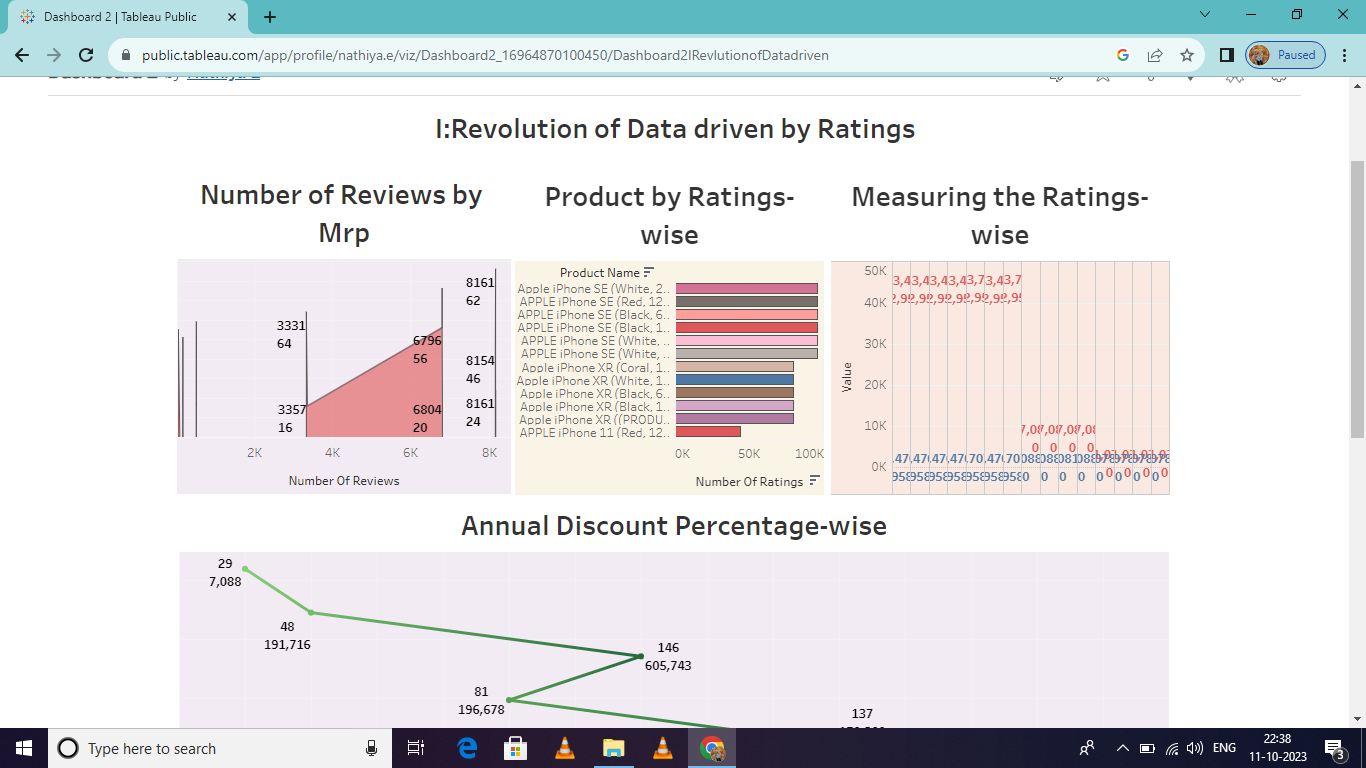 Dashboard 2 | Tableau Public
public.tableau.com/app/profile/nathiya.e/viz/Dashboard2_16964870100450/Dashboard2IRevlutionofDatadriven
Paused
Dashboard 2 by Nathiya E
I:Revolution of Data driven by Ratings
Number of Reviews by
Mrp
8161
62
3331
64
6796
56
8154
46
3357
16
6804
20
8161
24
2K 4K 6K 8K
Number Of Reviews
Product by Ratings-
wise
Product Name
Apple iPhone SE (White, 2..
APPLE iPhone SE (Red, 12..
APPLE iPhone SE (Black, 6..
APPLE iPhone SE (Black, 1..
APPLE iPhone SE (White, ..
APPLE iPhone SE (White, ..
Apple iPhone XR (Coral, 1..
Apple iPhone XR (White, 1..
Apple iPhone XR (Black, 6..
Apple iPhone XR (Black, 1..
Apple iPhone XR ((PRODU..
APPLE iPhone 11 (Red, 12..
0K 50K 100K
Number Of Ratings
Measuring the Ratings-
wise
Value
50K
40K
30K
20K
10K
0K
Annual Discount Percentage-wise
29
7,088
48
191,716
146
605,743
81
196,678
137
Type here to search
ENG
22:38
11-10-2023
3